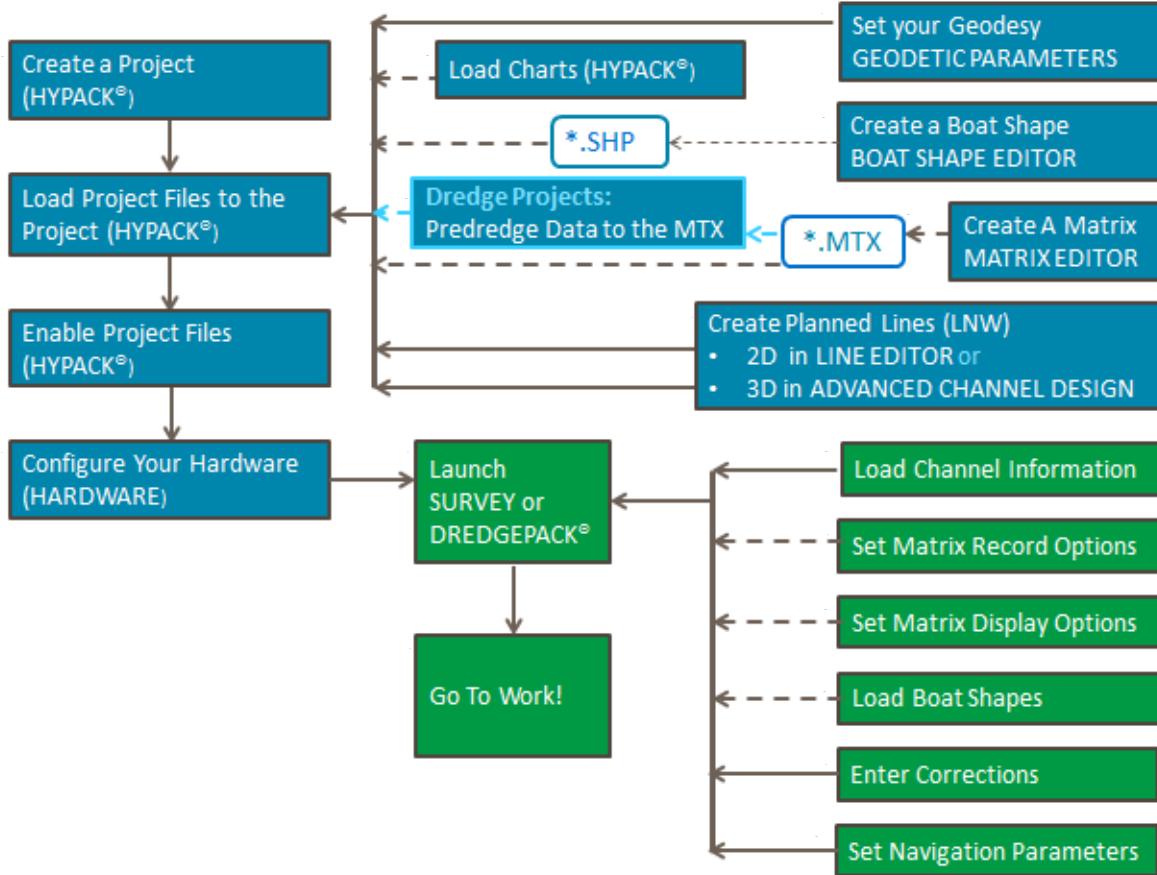 Create a Project
(HYPACK®)
Load Project Files to the
Project (HYPACK®)
Enable Project Files
(HYPACK®)
Configure Your Hardware
(HARDWARE)
Load Charts (HYPACK®)
*.SHP
Dredge Projects:
Predredge Data to the MTX
*.MTX
Set your Geodesy
GEODETIC PARAMETERS
Create a Boat Shape
BOAT SHAPE EDITOR
Create A Matrix
MATRIX EDITOR
Create Planned Lines (LNW)
• 2D in LINE EDITOR or
• 3D in ADVANCED CHANNEL DESIGN
Launch
SURVEY or
DREDGEPACK®
Go To Work!
Load Channel Information
Set Matrix Record Options
Set Matrix Display Options
Load Boat Shapes
Enter Corrections
Set Navigation Parameters